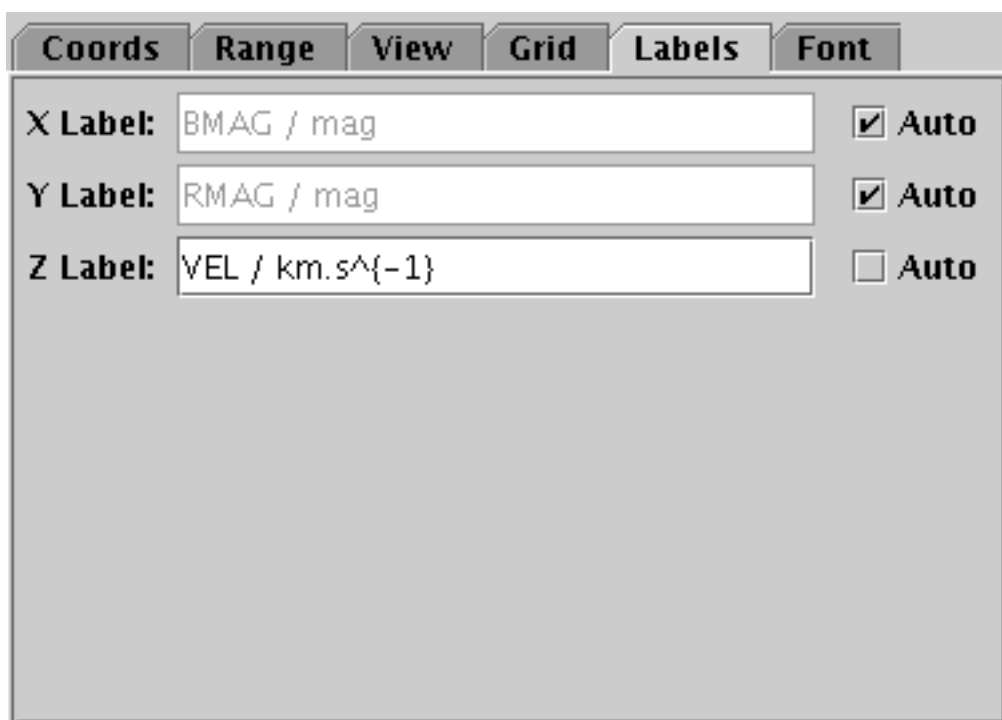 Coords Range View Grid Labels Font
X Label: BMAG / mag Auto
Y Label: RMAG / mag Auto
Z Label: VEL / km.s^{-1} Auto